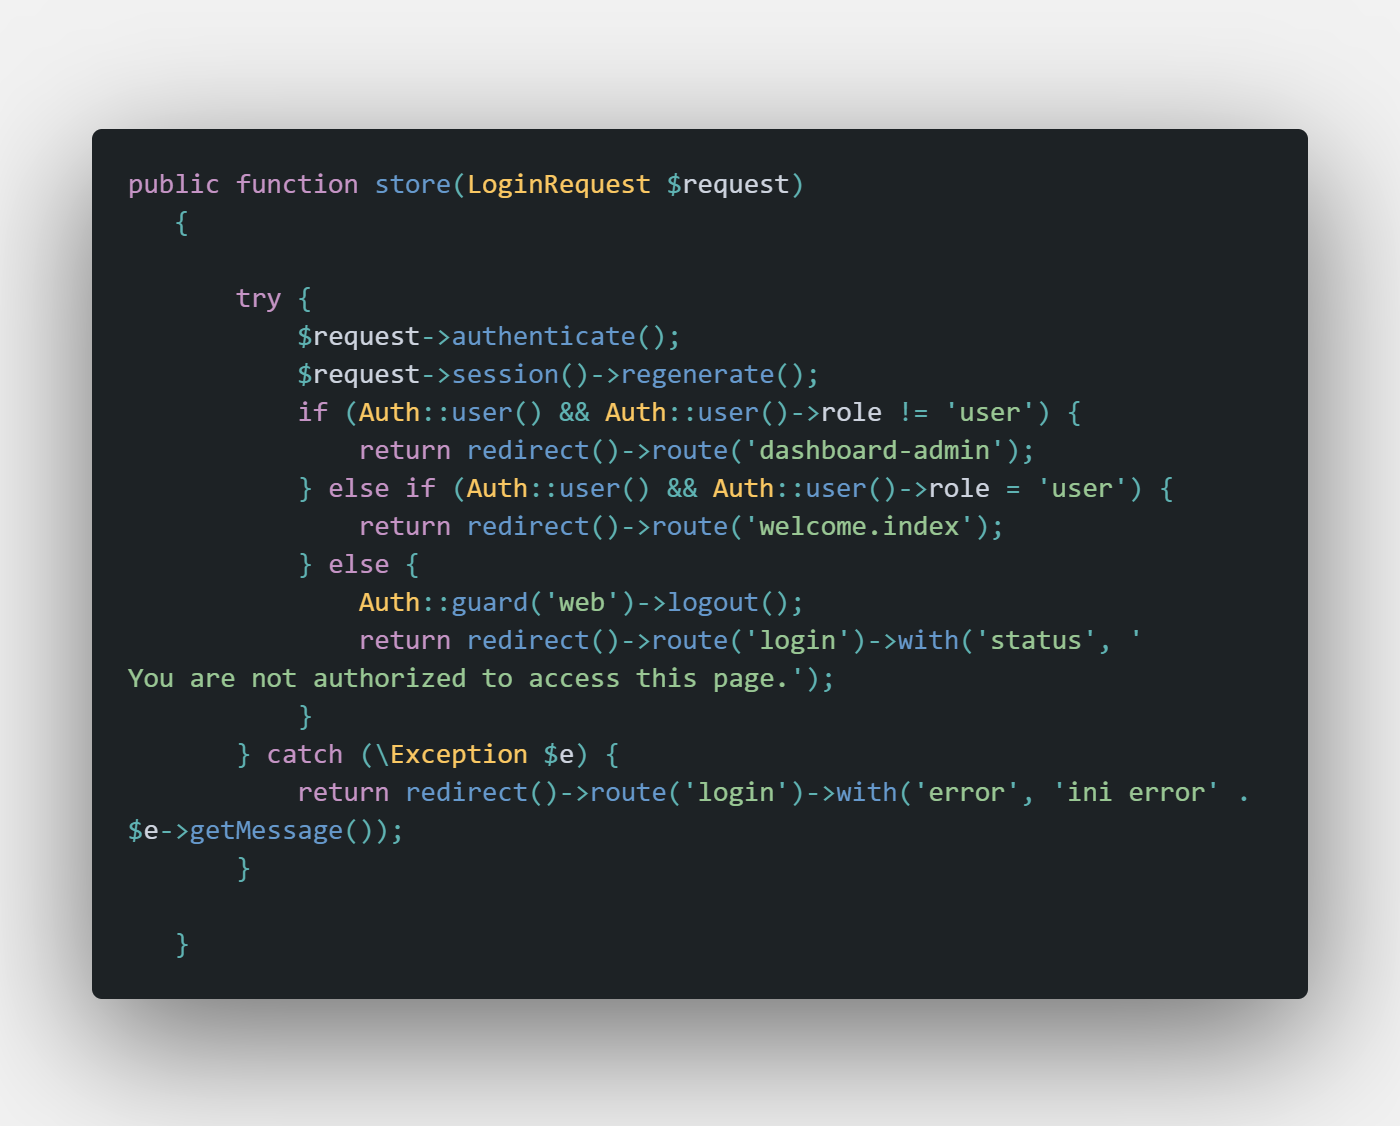 public function store(LoginRequest $request)
   {

       try {
           $request->authenticate();
           $request->session()->regenerate();
           if (Auth::user() && Auth::user()->role != 'user') {
               return redirect()->route('dashboard-admin');
           } else if (Auth::user() && Auth::user()->role = 'user') {
               return redirect()->route('welcome.index');
           } else {
               Auth::guard('web')->logout();
               return redirect()->route('login')->with('status', '
You are not authorized to access this page.');
           }
       } catch (\Exception $e) {
           return redirect()->route('login')->with('error', 'ini error' .
$e->getMessage());
       }

   }